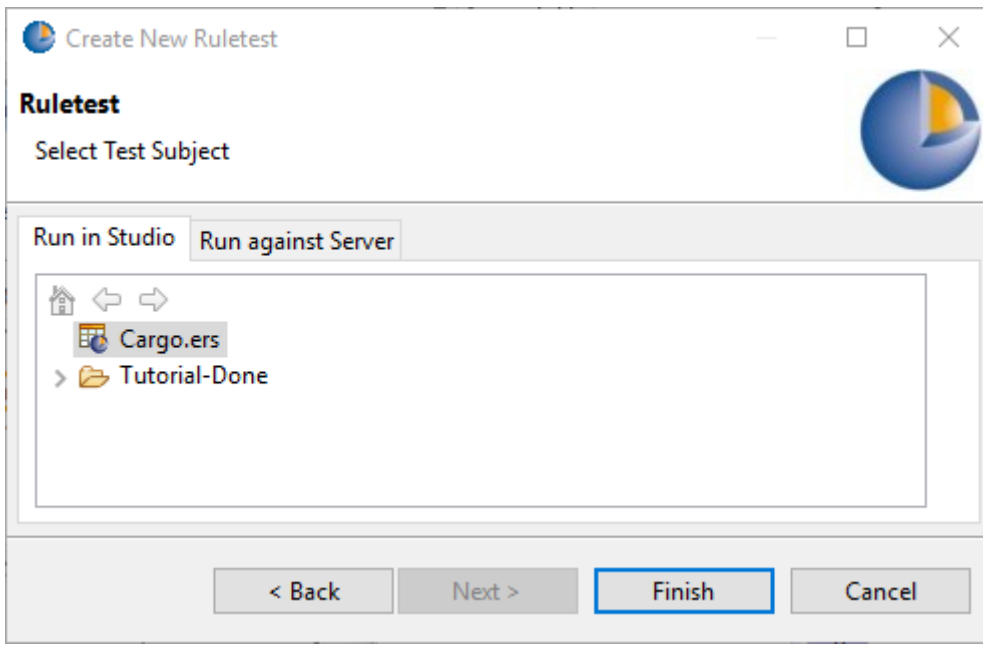 Create New Ruletest
Ruletest
Select Test Subject
Run in Studio
Run against Server
Cargo.ers
Tutorial-Done
< Back
Next >
Finish
Cancel